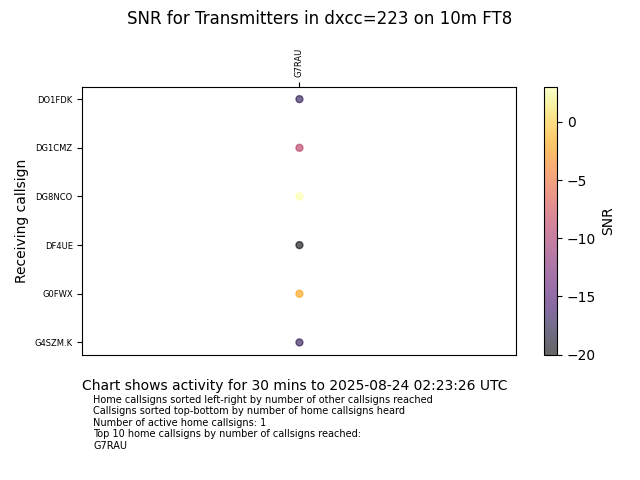 SNR for Transmitters in dxcc=223 on 10m FT8
G7RAU
DO1FDK
DG1CMZ
DG8NCO
DF4UE
G0FWX
G4SZM.K
Receiving callsign
0
−5
−10
−15
−20
SNR
Chart shows activity for 30 mins to 2025-08-24 02:23:26 UTC
Home callsigns sorted left-right by number of other callsigns reached
Callsigns sorted top-bottom by number of home callsigns heard
Number of active home callsigns: 1
Top 10 home callsigns by number of callsigns reached:
G7RAU